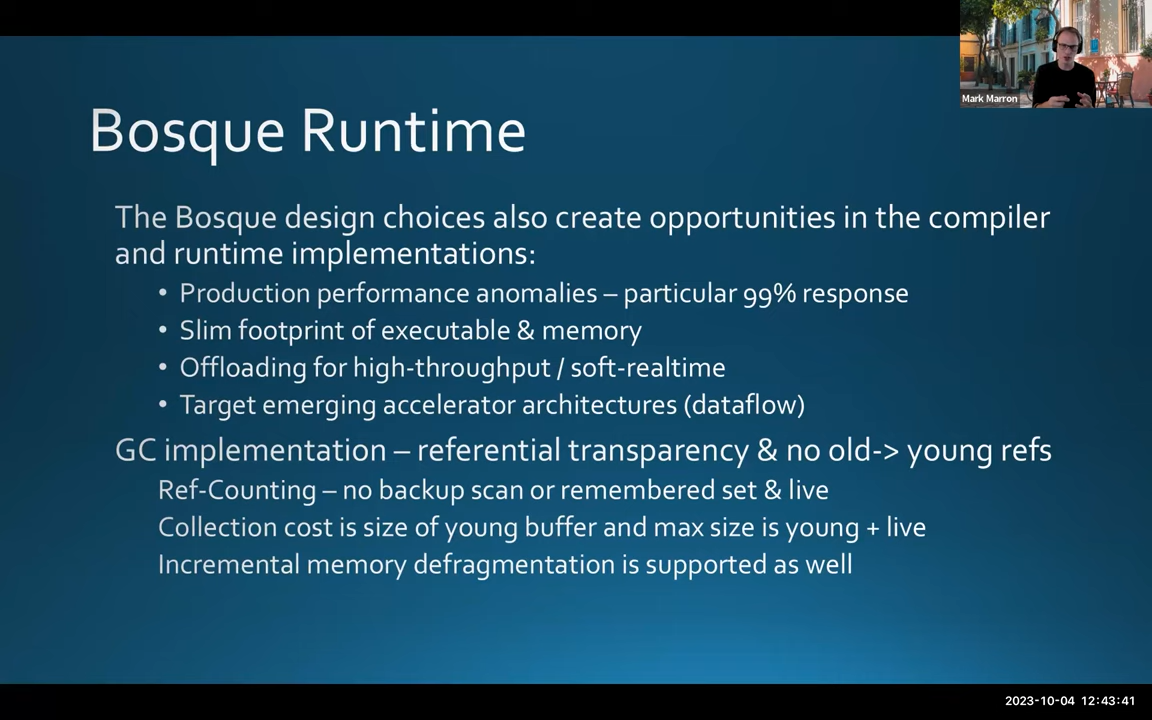 Mark Marron
Bosque Runtime
The Bosque design choices also create opportunities in the compiler
and runtime implementations:
• Production performance anomalies – particular 99% response
• Slim footprint of executable & memory
• Offloading for high-throughput / soft-realtime
• Target emerging accelerator architectures (dataflow)
GC implementation – referential transparency & no old-> young refs
Ref-Counting – no backup scan or remembered set & live
Collection cost is size of young buffer and max size is young + live
Incremental memory defragmentation is supported as well
2023-10-04 12:43:41